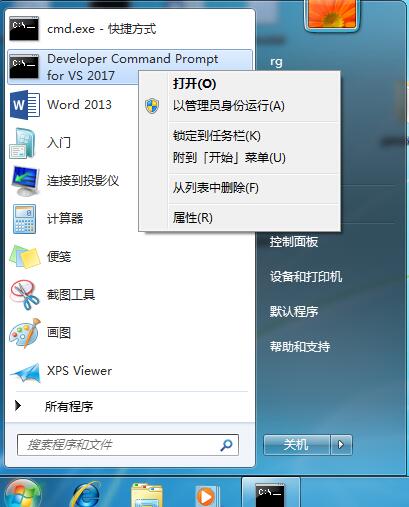 cmd.exe - 快捷方式
Developer Command Prompt
for VS 2017
Word 2013
入门
连接到投影仪
计算器
便笺
截图工具
画图
XPS Viewer
所有程序
搜索程序和文件
打开(O)
以管理员身份运行(A)
锁定到任务栏(K)
附到「开始」菜单(U)
从列表中删除(F)
属性(R)
rg
控制面板
设备和打印机
默认程序
帮助和支持
关机